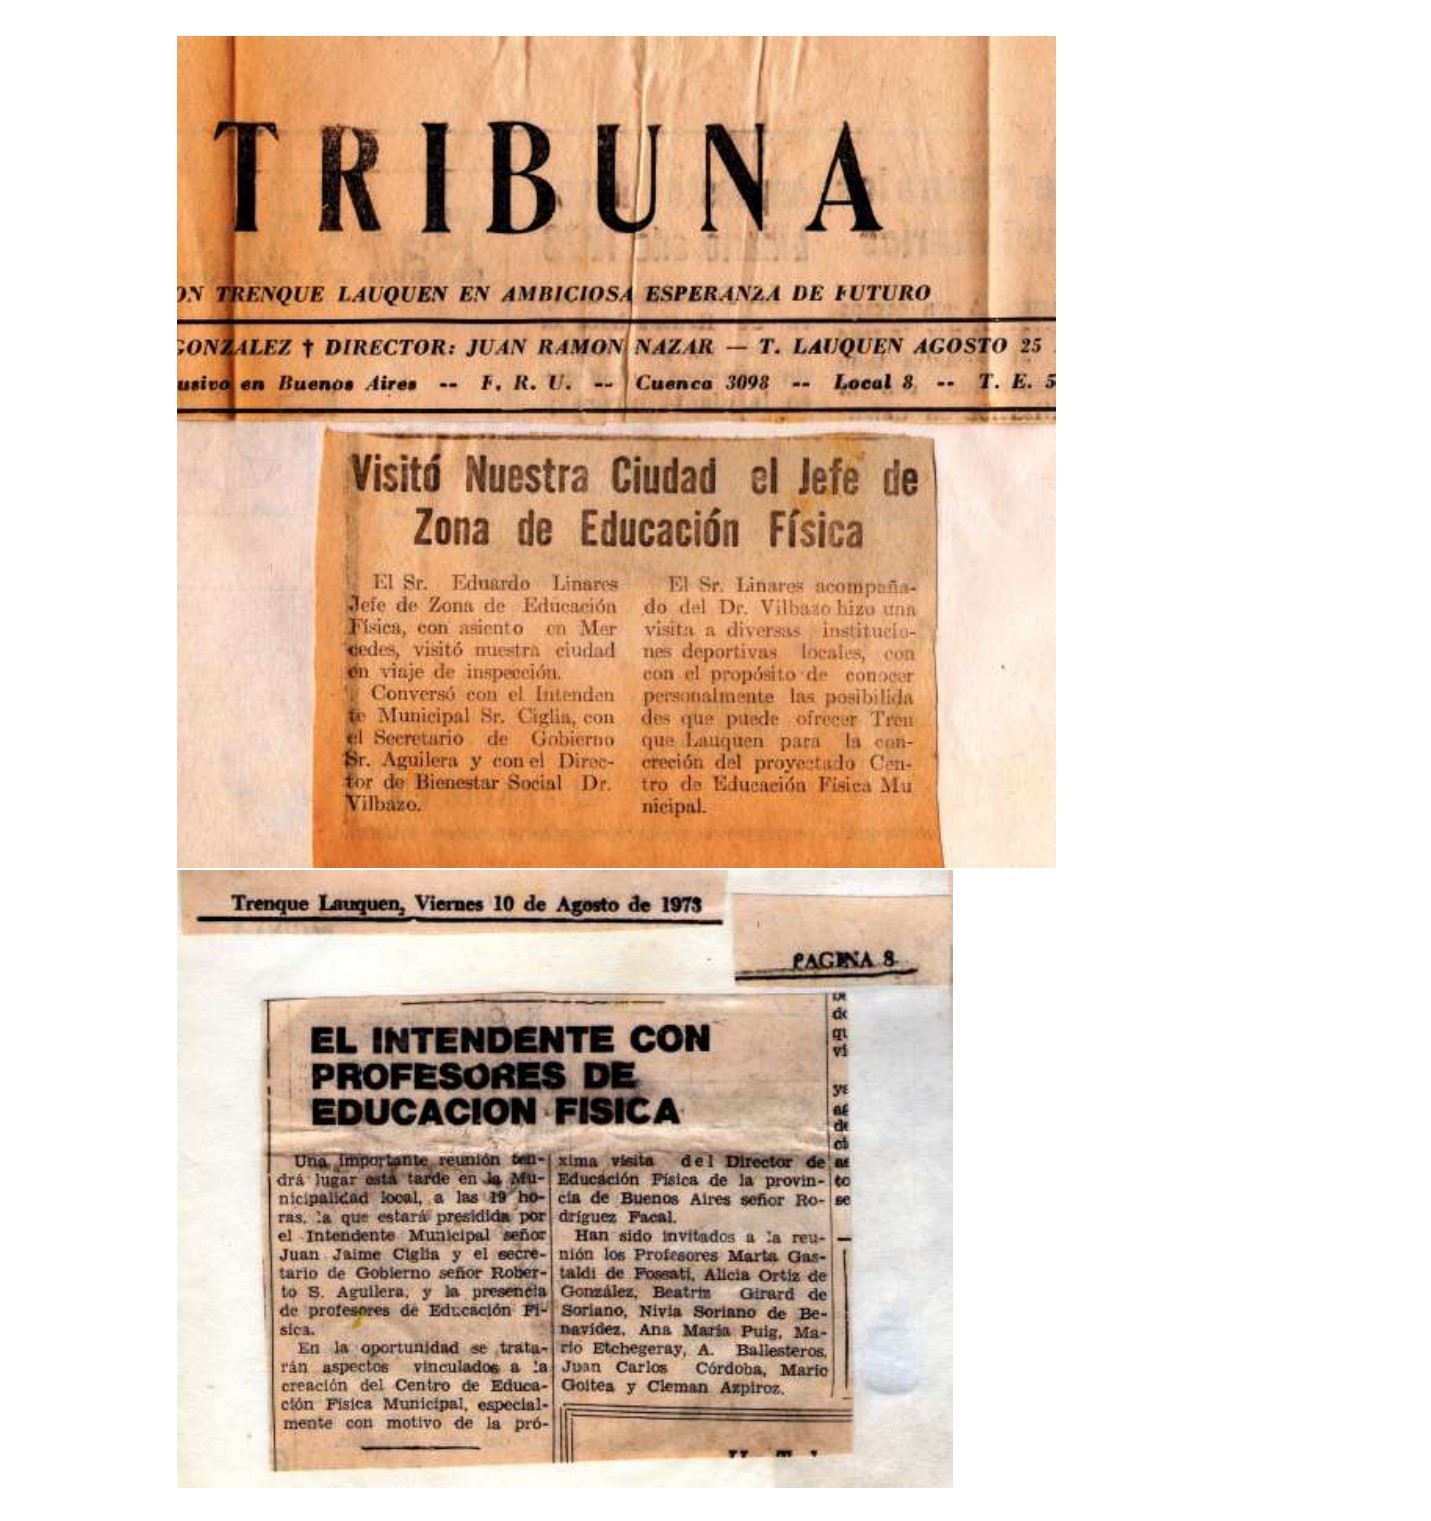 TRIBUNA
ON TRENQUE LAUQUEN EN AMBICIOSA ESPERANZA DE FUTURO
GONZALEZ † DIRECTOR: JUAN RAMON NAZAR — T. LAUQUEN AGOSTO 25
usivo en Buenos Aires -- F. R. U. -- Cuenca 3098 -- Local 8 -- T. E. 5
Visitó Nuestra Ciudad el Jefe de
Zona de Educación Física
El Sr. Eduardo Linares
Jefe de Zona de Educación
Física, con asiento en Mer
cedes, visitó nuestra ciudad
en viaje de inspección.
Conversó con el Intenden
te Municipal Sr. Ciglia, con
el Secretario de Gobierno
Sr. Aguilera y con el Direc-
tor de Bienestar Social Dr.
Vilbazo.
El Sr. Linares acompaña-
do del Dr. Vilbazo hizo una
visita a diversas institucio-
nes deportivas locales, con
con el propósito de conocer
personalmente las posibilida
des que puede ofrecer Tren
que Lauquen para la con-
creción del proyectado Cen-
tro de Educación Física Mu
nicipal.
Trenque Lauquen, Viernes 10 de Agosto de 1973
PAGINA 8
EL INTENDENTE CON
PROFESORES DE
EDUCACION FISICA
Una importante reunión ten-
drá lugar esta tarde en la Mu-
nicipalidad local, a las 19 ho-
ras, la que estará presidida por
el Intendente Municipal señor
Juan Jaime Ciglia y el secre-
tario de Gobierno señor Rober-
to S. Aguilera, y la presencia
de profesores de Educación Fí-
sica.
En la oportunidad se trata-
rán aspectos vinculados a la
creación del Centro de Educa-
ción Física Municipal, especial-
mente con motivo de la pró-
xima visita del Director de
Educación Física de la provin-
cia de Buenos Aires señor Ro-
dríguez Facal.
Han sido invitados a la reu-
nión los Profesores Marta Gas-
taldi de Fossati, Alicia Ortiz de
González, Beatriz Girard de
Soriano, Nivia Soriano de Be-
navídez, Ana María Puig, Ma-
rio Etchegeray, A. Ballesteros,
Juan Carlos Córdoba, Mario
Goitea y Cleman Azpiroz.